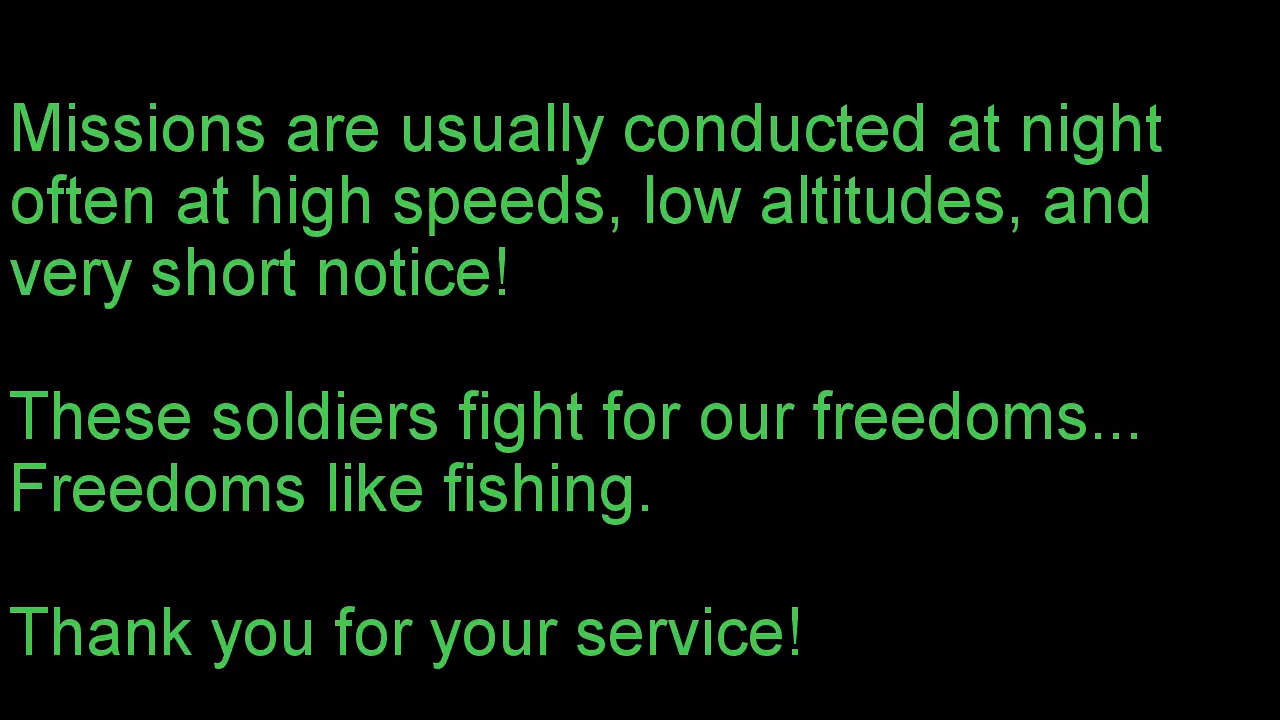 Missions are usually conducted at night
often at high speeds, low altitudes, and
very short notice!
These soldiers fight for our freedoms...
Freedoms like fishing.
Thank you for your service!